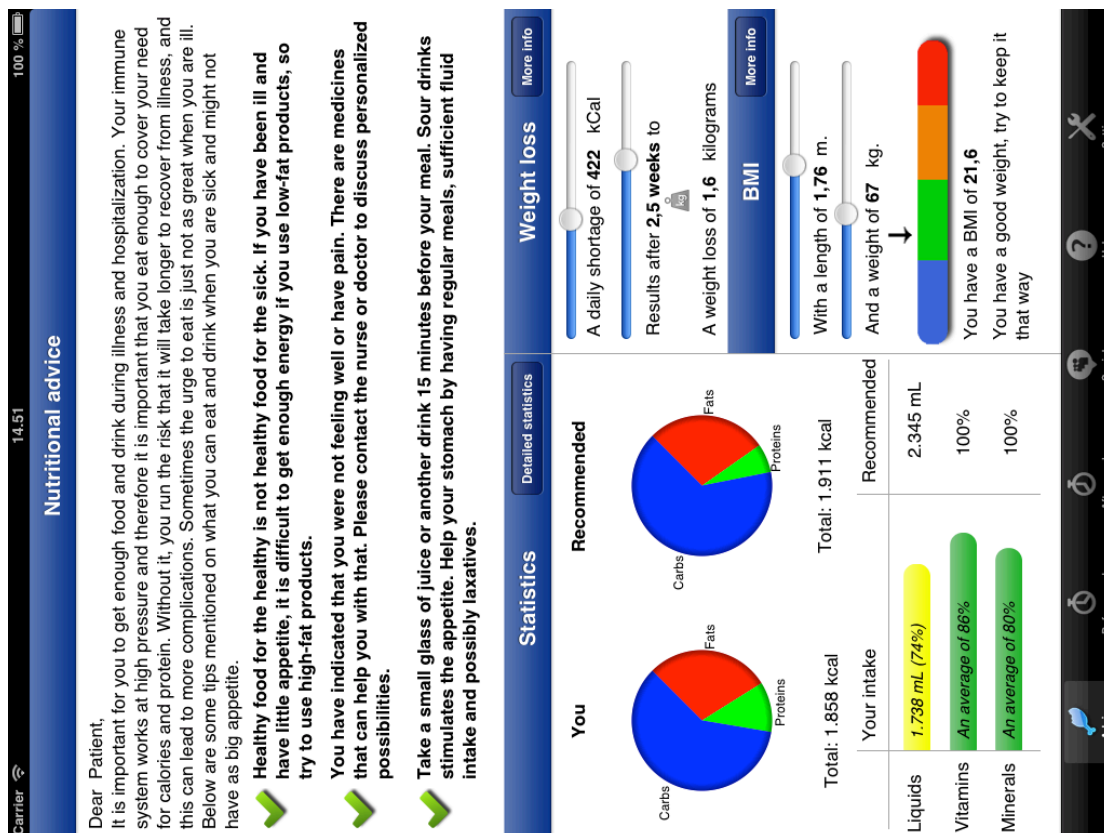 Carrier 14.51 100 %
Nutritional advice
Dear Patient,
It is important for you to get enough food and drink during illness and hospitalization. Your immune
system works at high pressure and therefore it is important that you eat enough to cover your need
for calories and protein. Without it, you run the risk that it will take longer to recover from illness, and
this can lead to more complications. Sometimes the urge to eat is just not as great when you are ill.
Below are some tips mentioned on what you can eat and drink when you are sick and might not
have as big appetite.
Healthy food for the healthy is not healthy food for the sick. If you have been ill and
have little appetite, it is difficult to get enough energy if you use low-fat products, so
try to use high-fat products.
You have indicated that you were not feeling well or have pain. There are medicines
that can help you with that. Please contact the nurse or doctor to discuss personalized
possibilities.
Take a small glass of juice or another drink 15 minutes before your meal. Sour drinks
stimulates the appetite. Help your stomach by having regular meals, sufficient fluid
intake and possibly laxatives.
Statistics
Detailed statistics
You
Recommended
Carbs
Fats
Proteins
Carbs
Fats
Proteins
Total: 1.858 kcal
Total: 1.911 kcal
Your intake
Recommended
Liquids 1.738 mL (74%) 2.345 mL
Vitamins An average of 86% 100%
Minerals An average of 80% 100%
Weight loss
More info
A daily shortage of 422 kCal
Results after 2,5 weeks to
kg
A weight loss of 1,6 kilograms
BMI
More info
With a length of 1,76 m.
And a weight of 67 kg.
You have a BMI of 21,6
You have a good weight, try to keep it
that way